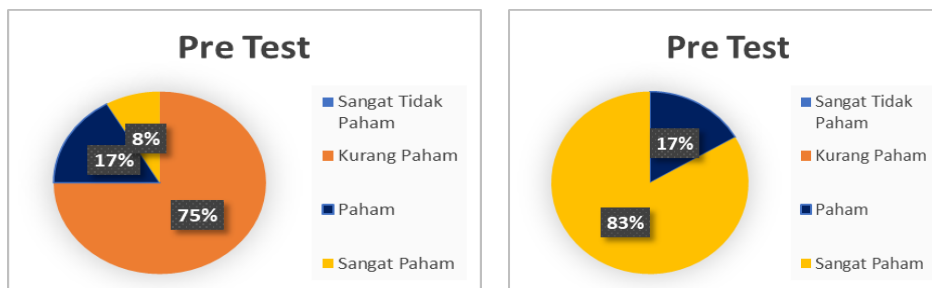 Pre Test
8%
17%
75%
Sangat Tidak
Paham
Kurang Paham
Paham
Sangat Paham
Pre Test
17%
83%
Sangat Tidak
Paham
Kurang Paham
Paham
Sangat Paham